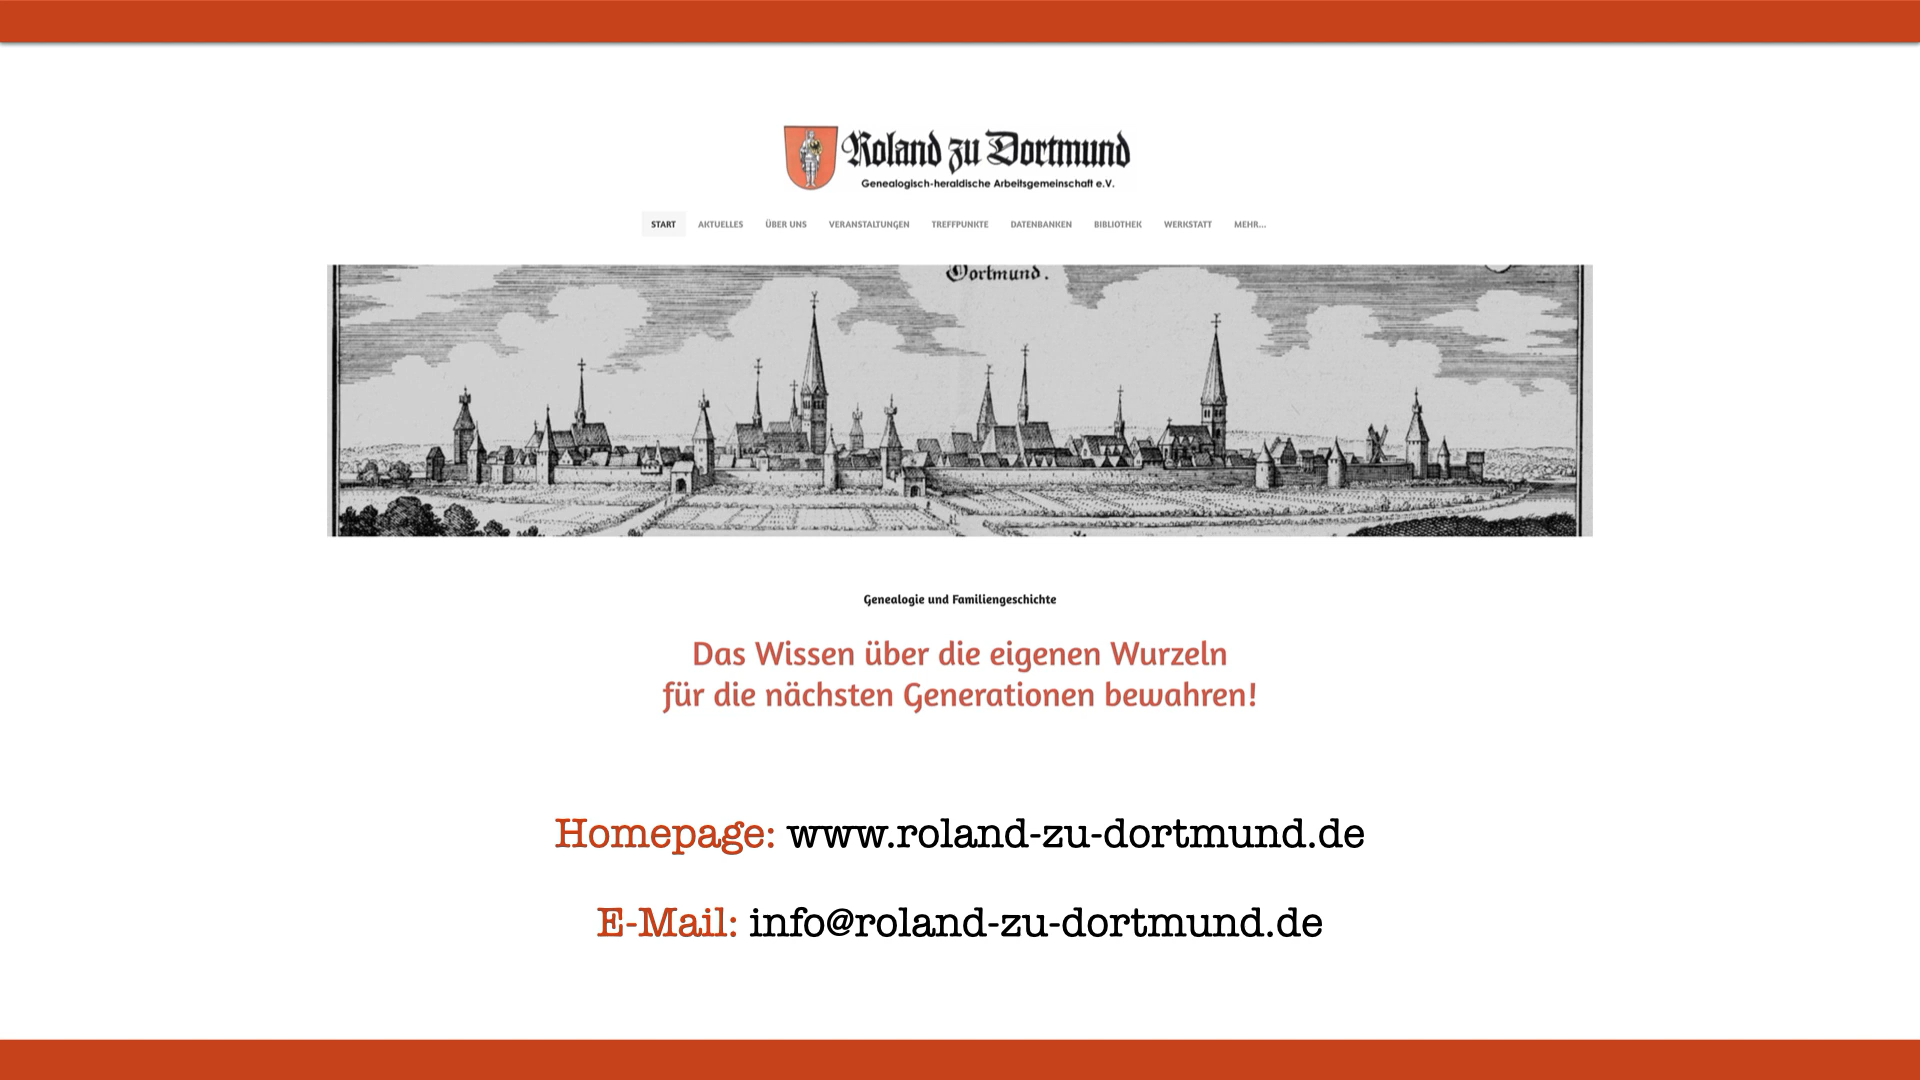 Roland zu Dortmund
Genealogisch-heraldische Arbeitsgemeinschaft e.V.
START AKTUELLES ÜBER UNS VERANSTALTUNGEN TREFFPUNKTE DATENBANKEN BIBLIOTHEK WERKSTATT MEHR...
Dortmund.
Genealogie und Familiengeschichte
Das Wissen über die eigenen Wurzeln
für die nächsten Generationen bewahren!
Homepage: www.roland-zu-dortmund.de
E-Mail: info@roland-zu-dortmund.de